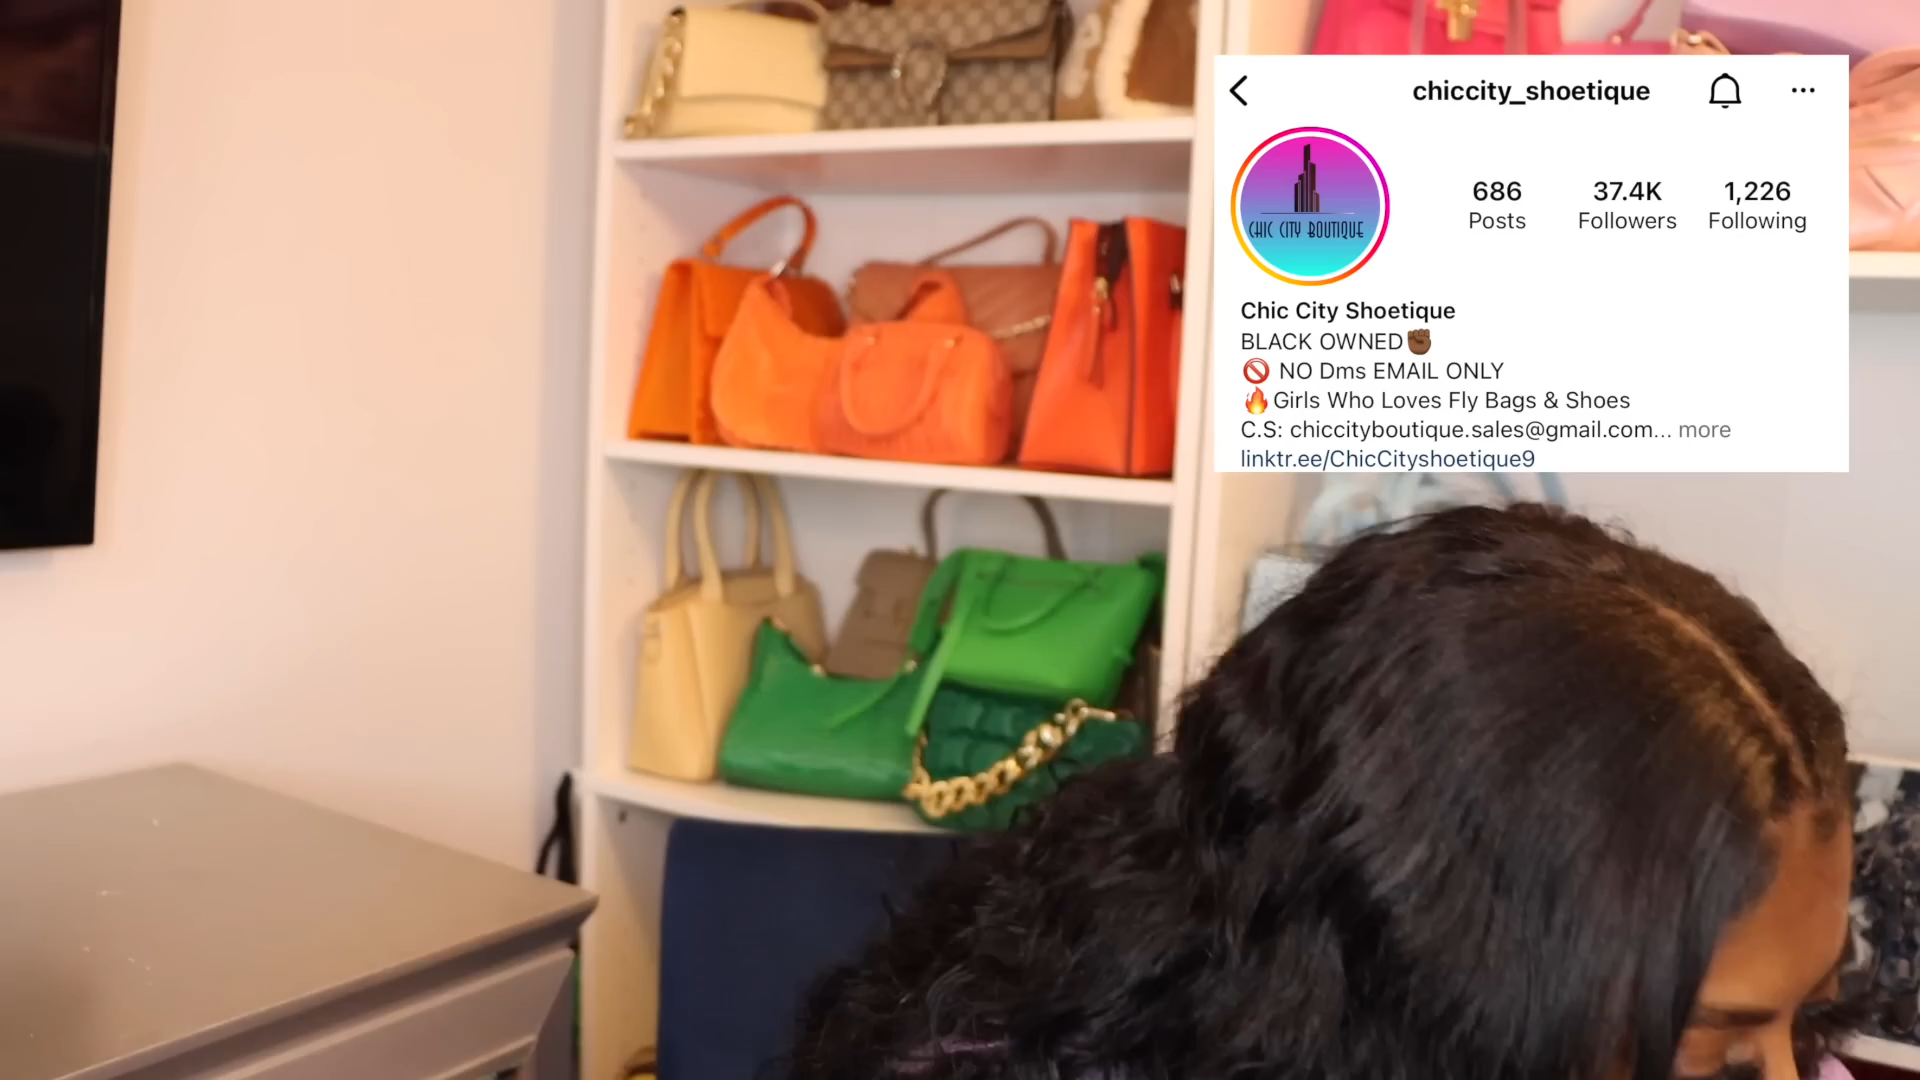 chiccity_shoetique
CHIC CITY BOUTIQUE
686 37.4K 1,226
Posts Followers Following
Chic City Shoetique
BLACK OWNED✊🏾
🚫 NO Dms EMAIL ONLY
🔥Girls Who Loves Fly Bags & Shoes
C.S: chiccityboutique.sales@gmail.com... more
linktr.ee/ChicCityshoetique9